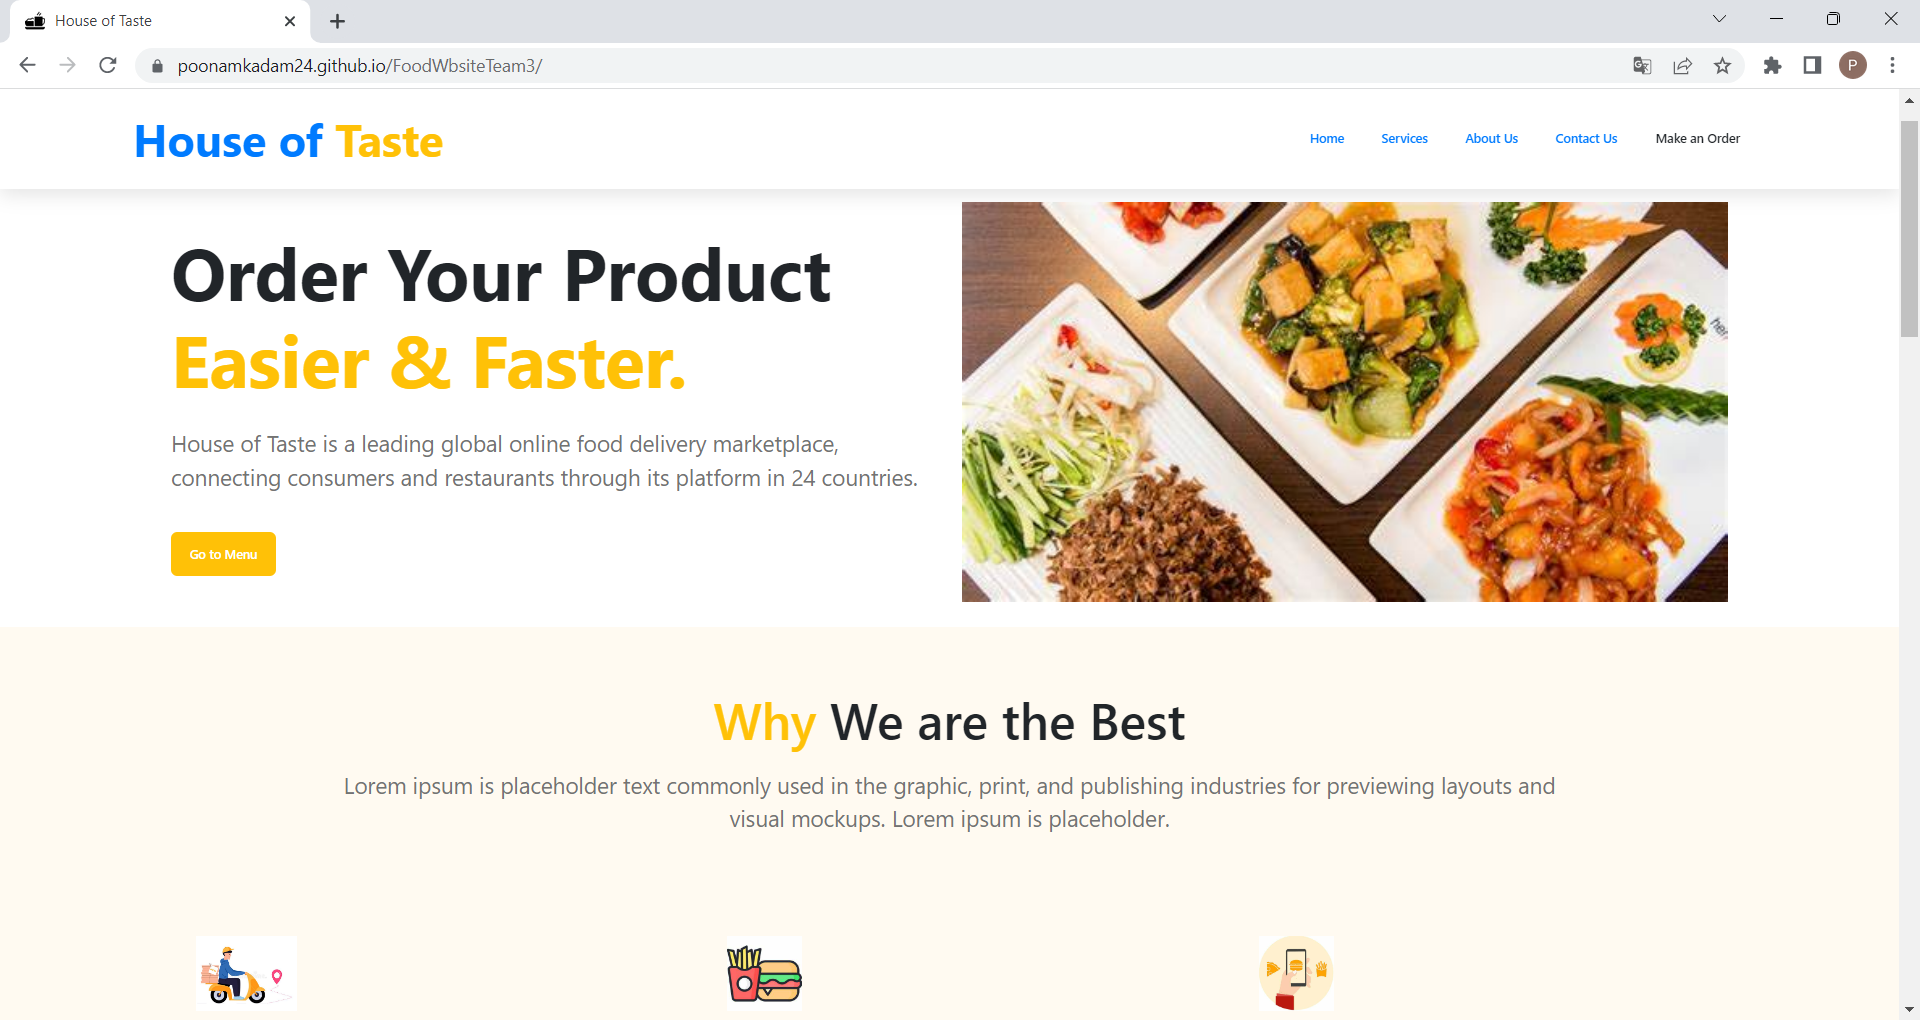 House of Taste
poonamkadam24.github.io/FoodWbsiteTeam3/
P
House of Taste
Home
Services
About Us
Contact Us
Make an Order
Order Your Product
Easier & Faster.
House of Taste is a leading global online food delivery marketplace,
connecting consumers and restaurants through its platform in 24 countries.
Go to Menu
Why We are the Best
Lorem ipsum is placeholder text commonly used in the graphic, print, and publishing industries for previewing layouts and
visual mockups. Lorem ipsum is placeholder.